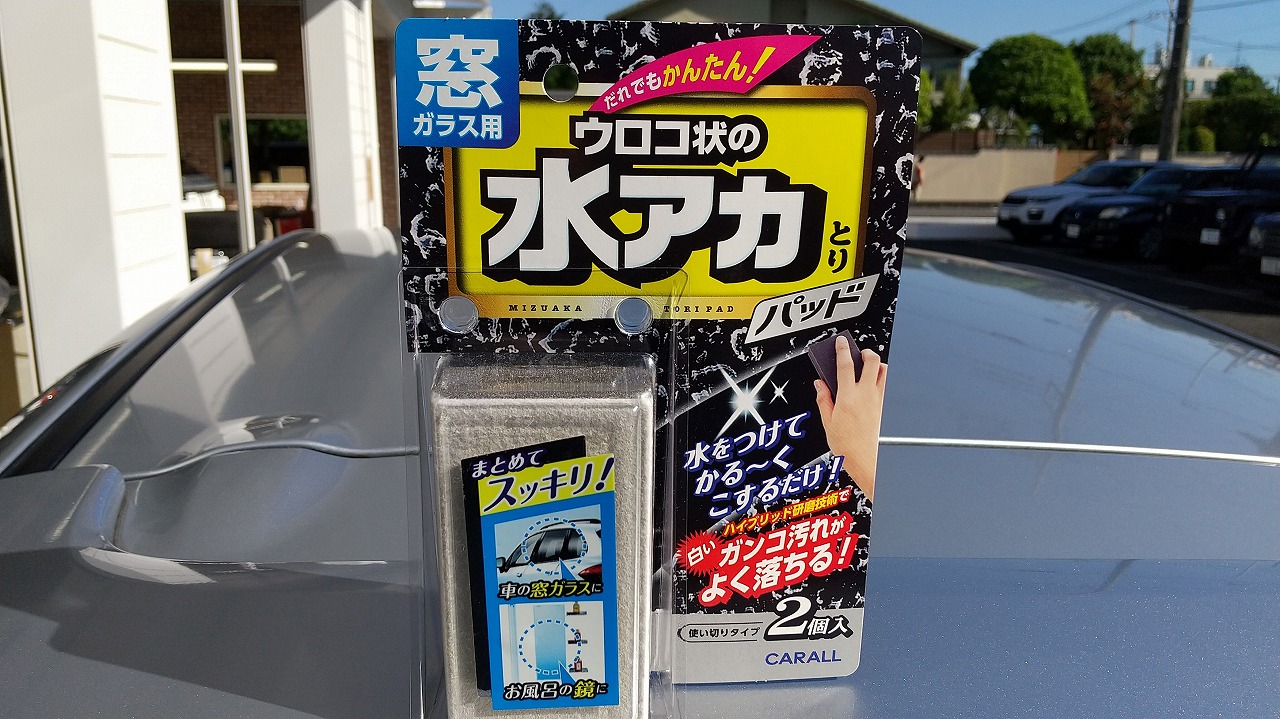 窓
ガラス用
だれでもかんたん!
ウロコ状の
水アカ
とり
パッド
MIZUAKA TORI PAD
水をつけて
かる〜く
こするだけ!
ハイブリッド研磨技術で
白いガンコ汚れが
よく落ちる!
使い切りタイプ 2個入
CARALL
まとめて
スッキリ!
車の窓ガラスに
お風呂の鏡に